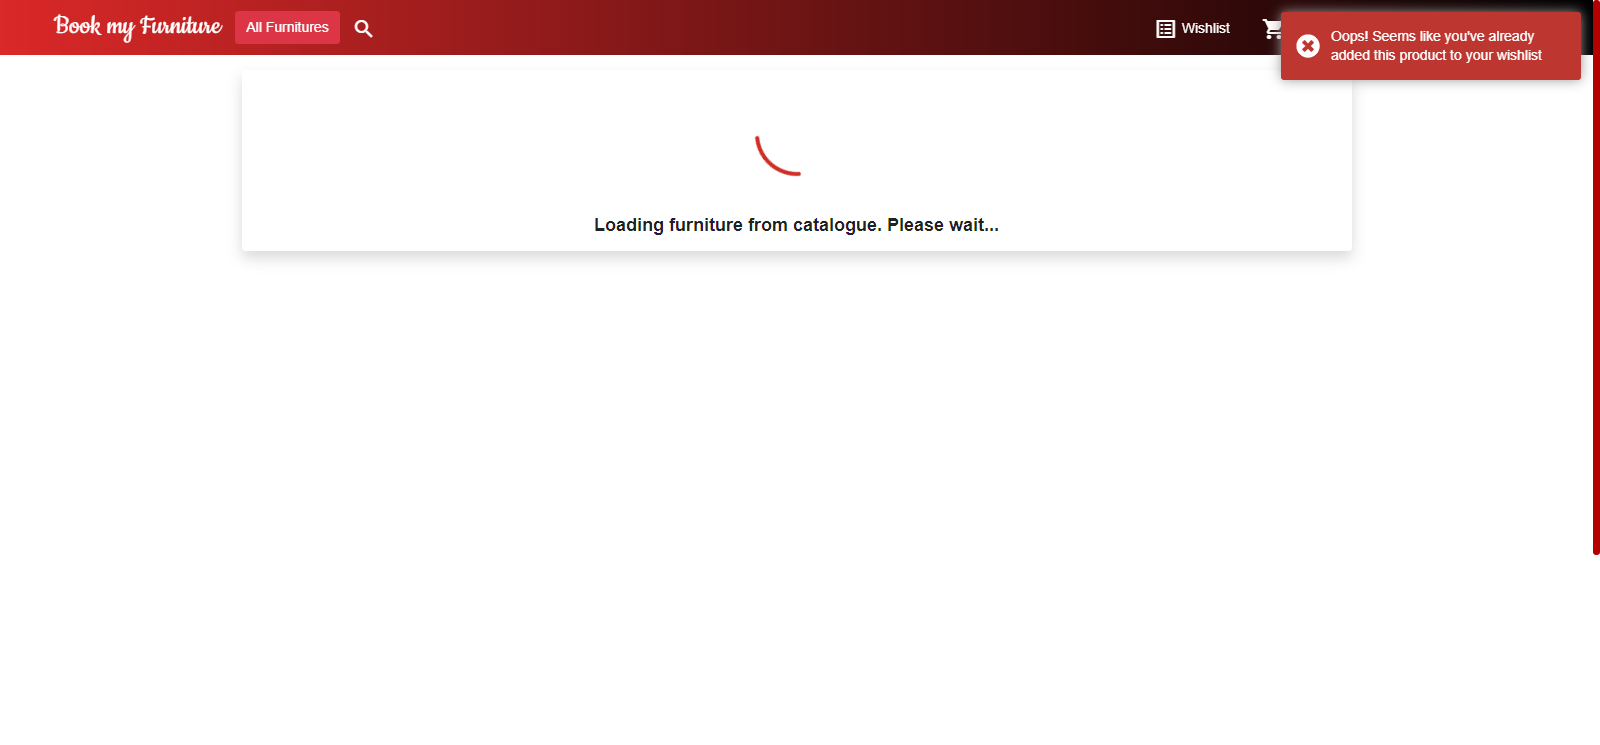 Book my Furniture
All Furnitures
Wishlist
Oops! Seems like you've already
added this product to your wishlist
Loading furniture from catalogue. Please wait...